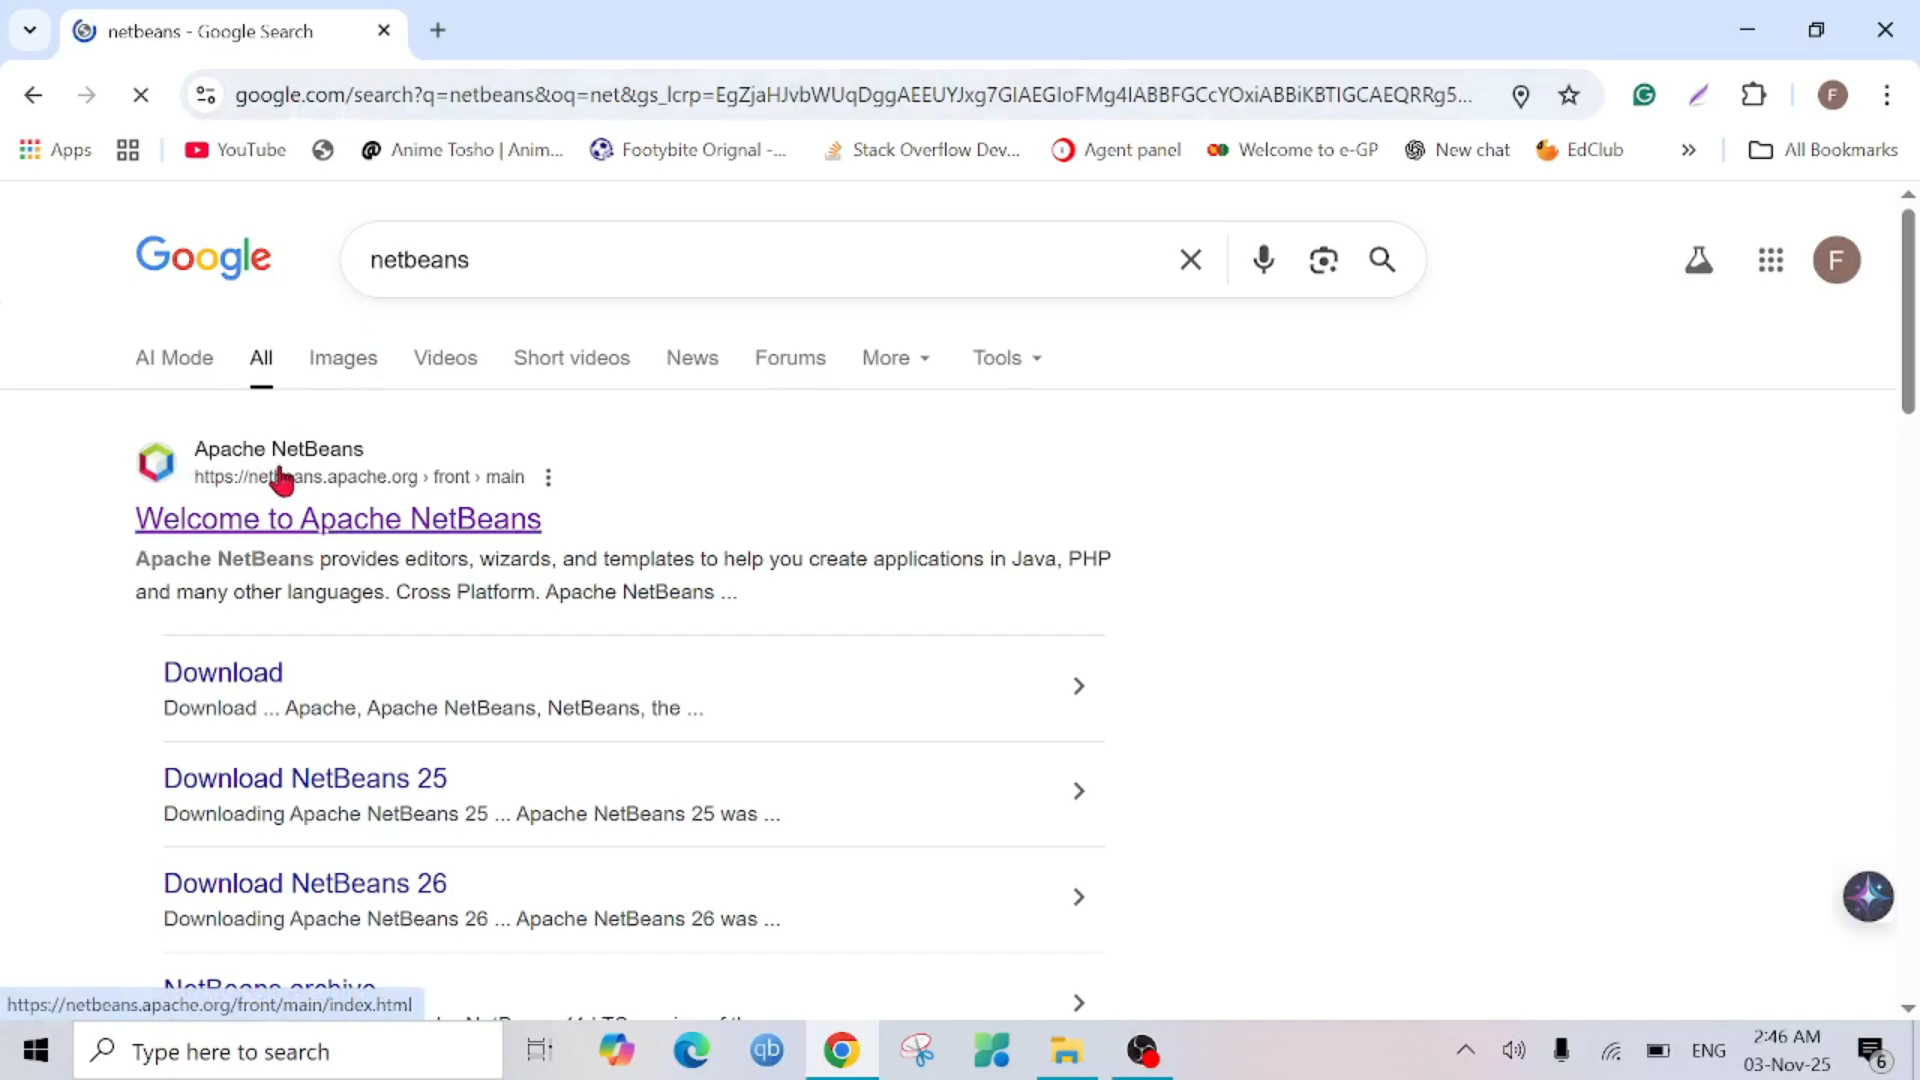 netbeans - Google Search
google.com/search?q=netbeans&oq=net&gs_lcrp=EgZjaHJvbWUqDggAEEUYJxg7GIAEGIoFMg4IABBFGCcYOxiABBiKBTIGCAEQRRg5...
Apps
YouTube
Anime Tosho | Anim...
Footybite Orignal -...
Stack Overflow Dev...
Agent panel
Welcome to e-GP
New chat
EdClub
»
All Bookmarks
Google
netbeans
F
AI Mode
All
Images
Videos
Short videos
News
Forums
More
Tools
Apache NetBeans
https://netbeans.apache.org › front › main
Welcome to Apache NetBeans
Apache NetBeans provides editors, wizards, and templates to help you create applications in Java, PHP
and many other languages. Cross Platform. Apache NetBeans ...
Download
Download ... Apache, Apache NetBeans, NetBeans, the ...
Download NetBeans 25
Downloading Apache NetBeans 25 ... Apache NetBeans 25 was ...
Download NetBeans 26
Downloading Apache NetBeans 26 ... Apache NetBeans 26 was ...
NetBeans archive
https://netbeans.apache.org/front/main/index.html
Type here to search
qb
ENG
2:46 AM
03-Nov-25
6